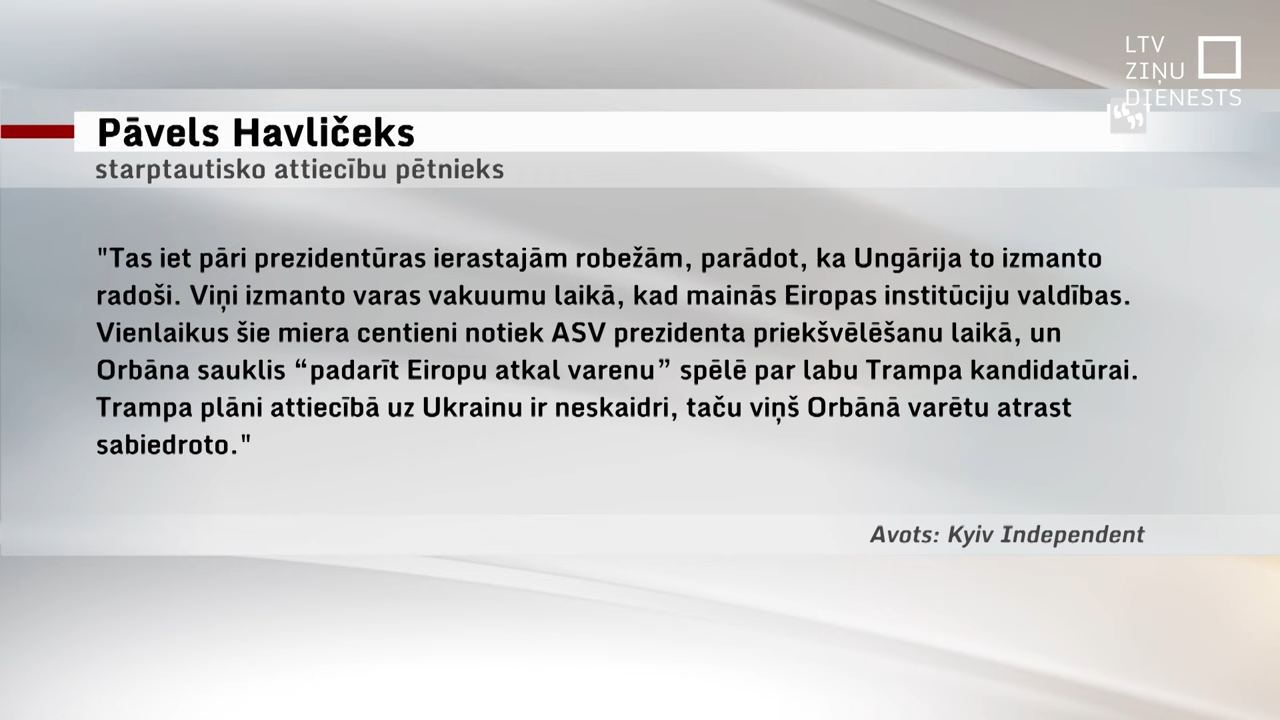 LTV
ZIŅU
DIENESTS
Pāvels Havličeks
starptautisko attiecību pētnieks
"Tas iet pāri prezidentūras ierastajām robežām, parādot, ka Ungārija to izmanto
radoši. Viņi izmanto varas vakuumu laikā, kad mainās Eiropas institūciju valdības.
Vienlaikus šie miera centieni notiek ASV prezidenta priekšvēlēšanu laikā, un
Orbāna sauklis “padarīt Eiropu atkal varenu” spēlē par labu Trampa kandidatūrai.
Trampa plāni attiecībā uz Ukrainu ir neskaidri, taču viņš Orbānā varētu atrast
sabiedroto."
Avots: Kyiv Independent